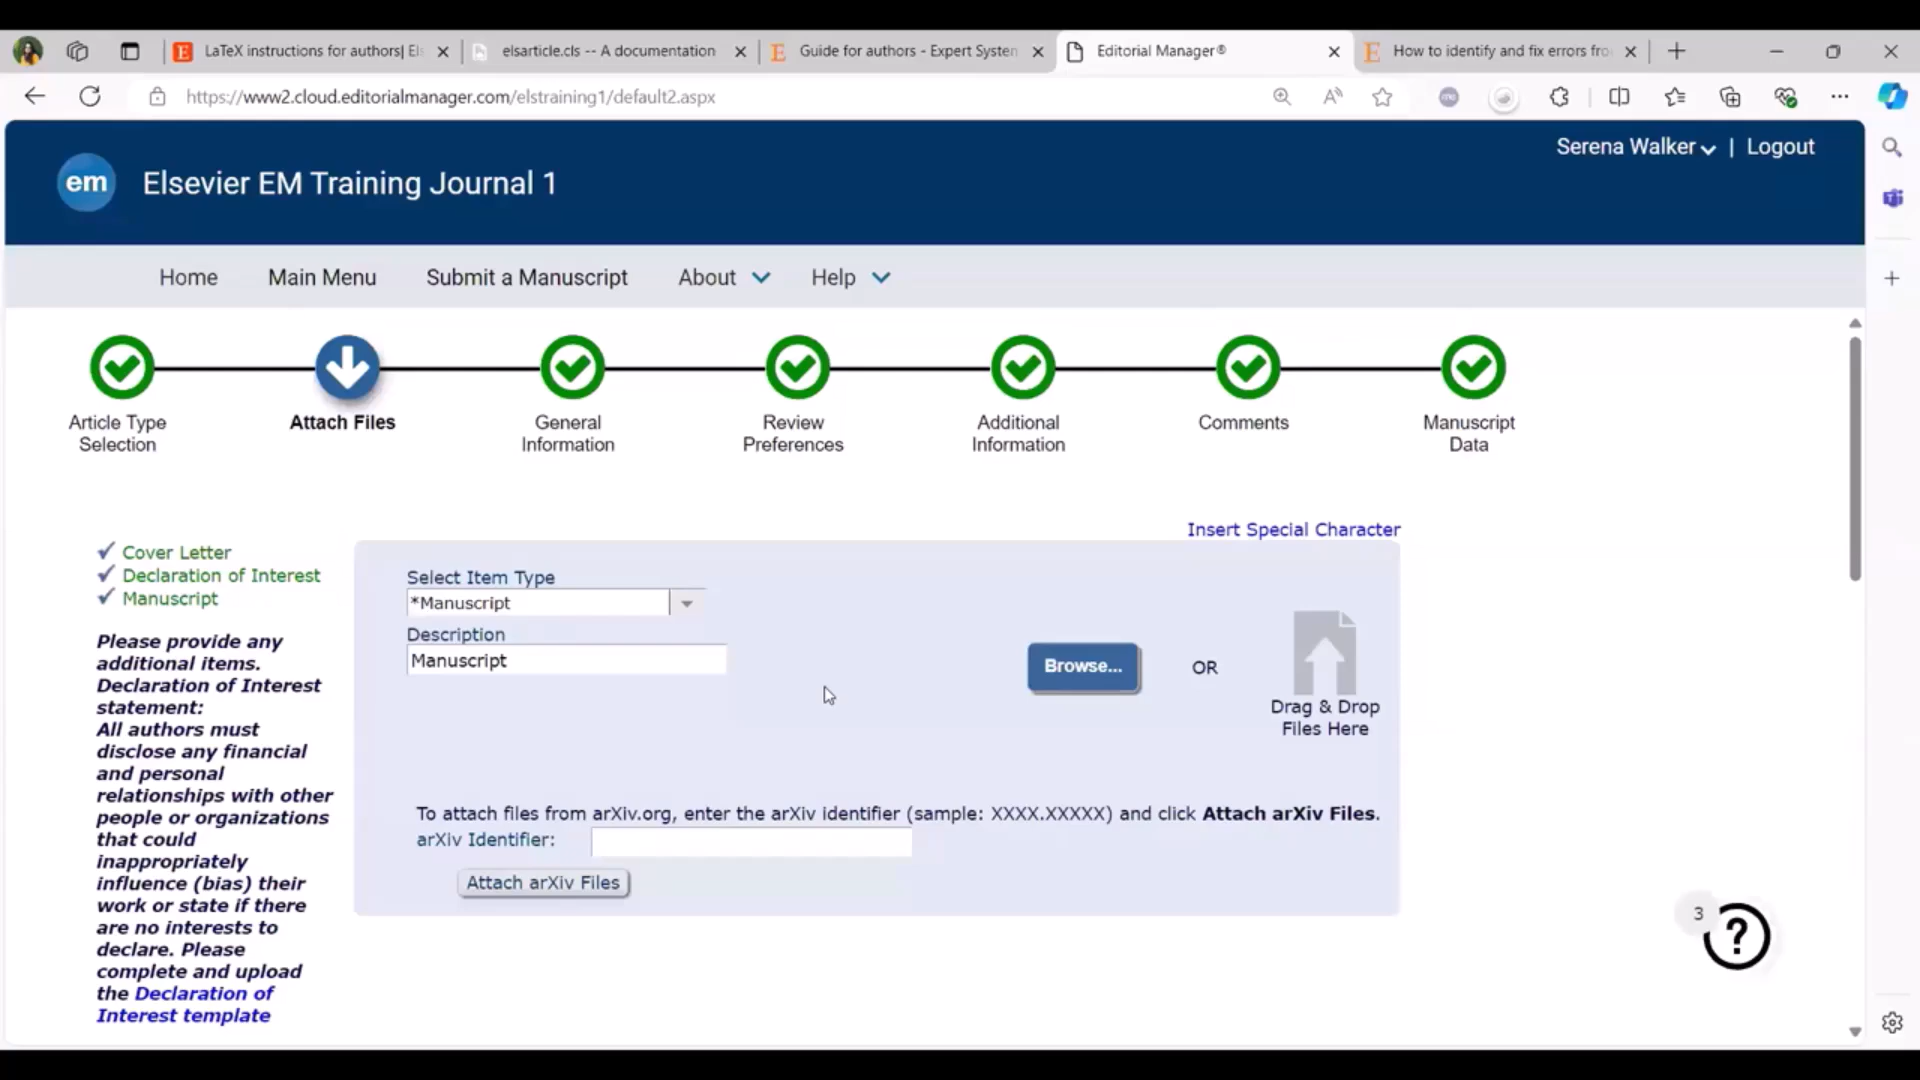 LaTeX instructions for authors| Els
elsarticle.cls -- A documentation
Guide for authors - Expert System
Editorial Manager®
How to identify and fix errors fro
https://www2.cloud.editorialmanager.com/elstraining1/default2.aspx
Serena Walker | Logout
em
Elsevier EM Training Journal 1
Home
Main Menu
Submit a Manuscript
About
Help
Article Type
Selection
Attach Files
General
Information
Review
Preferences
Additional
Information
Comments
Manuscript
Data
Insert Special Character
Cover Letter
Declaration of Interest
Manuscript
Please provide any
additional items.
Declaration of Interest
statement:
All authors must
disclose any financial
and personal
relationships with other
people or organizations
that could
inappropriately
influence (bias) their
work or state if there
are no interests to
declare. Please
complete and upload
the Declaration of
Interest template
Select Item Type
*Manuscript
Description
Manuscript
Browse...
OR
Drag & Drop
Files Here
To attach files from arXiv.org, enter the arXiv identifier (sample: XXXX.XXXXX) and click Attach arXiv Files.
arXiv Identifier:
Attach arXiv Files
3